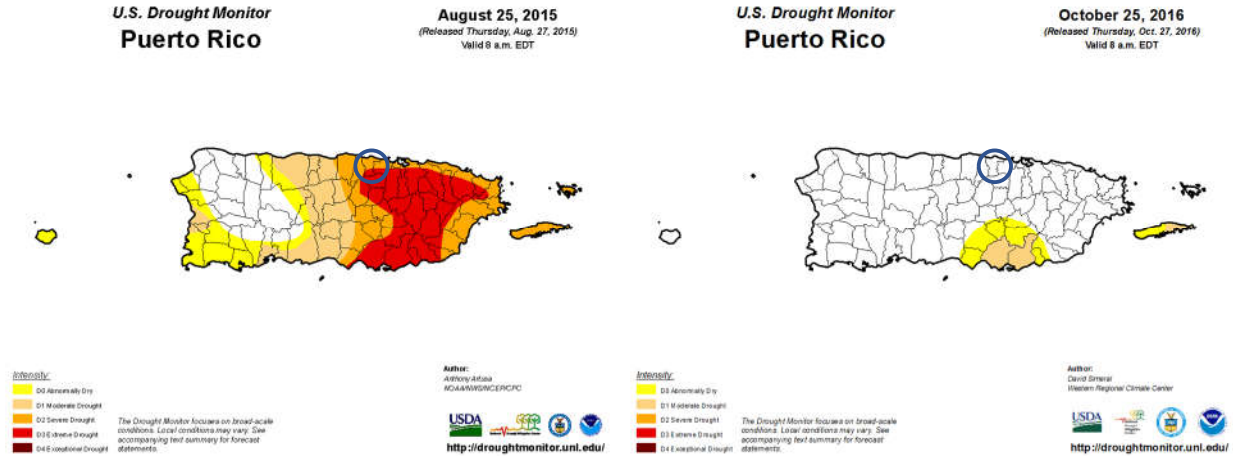 U.S. Drought Monitor
Puerto Rico
August 25, 2015
(Released Thursday, Aug. 27, 2015)
Valid 8 a.m. EDT
Intensity:
D0 Abnormally Dry
D1 Moderate Drought
D2 Severe Drought
D3 Extreme Drought
D4 Exceptional Drought
The Drought Monitor focuses on broad-scale
conditions. Local conditions may vary. See
accompanying text summary for forecast
statements.
Author:
Anthony Artusa
NOAA/NWS/NCEP/CPC
USDA
http://droughtmonitor.unl.edu/
U.S. Drought Monitor
Puerto Rico
October 25, 2016
(Released Thursday, Oct. 27, 2016)
Valid 8 a.m. EDT
Intensity:
D0 Abnormally Dry
D1 Moderate Drought
D2 Severe Drought
D3 Extreme Drought
D4 Exceptional Drought
The Drought Monitor focuses on broad-scale
conditions. Local conditions may vary. See
accompanying text summary for forecast
statements.
Author:
David Simeral
Western Regional Climate Center
USDA
http://droughtmonitor.unl.edu/